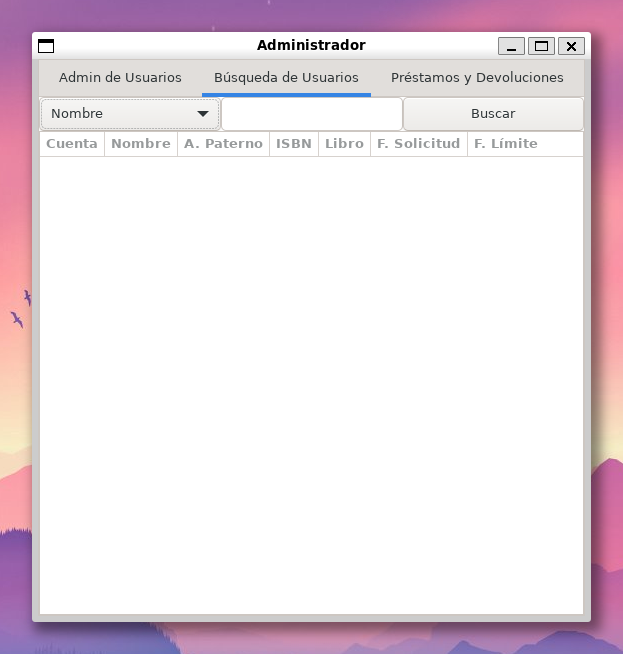 Administrador
Admin de Usuarios Búsqueda de Usuarios Préstamos y Devoluciones
Nombre Buscar
Cuenta Nombre A. Paterno ISBN Libro F. Solicitud F. Límite